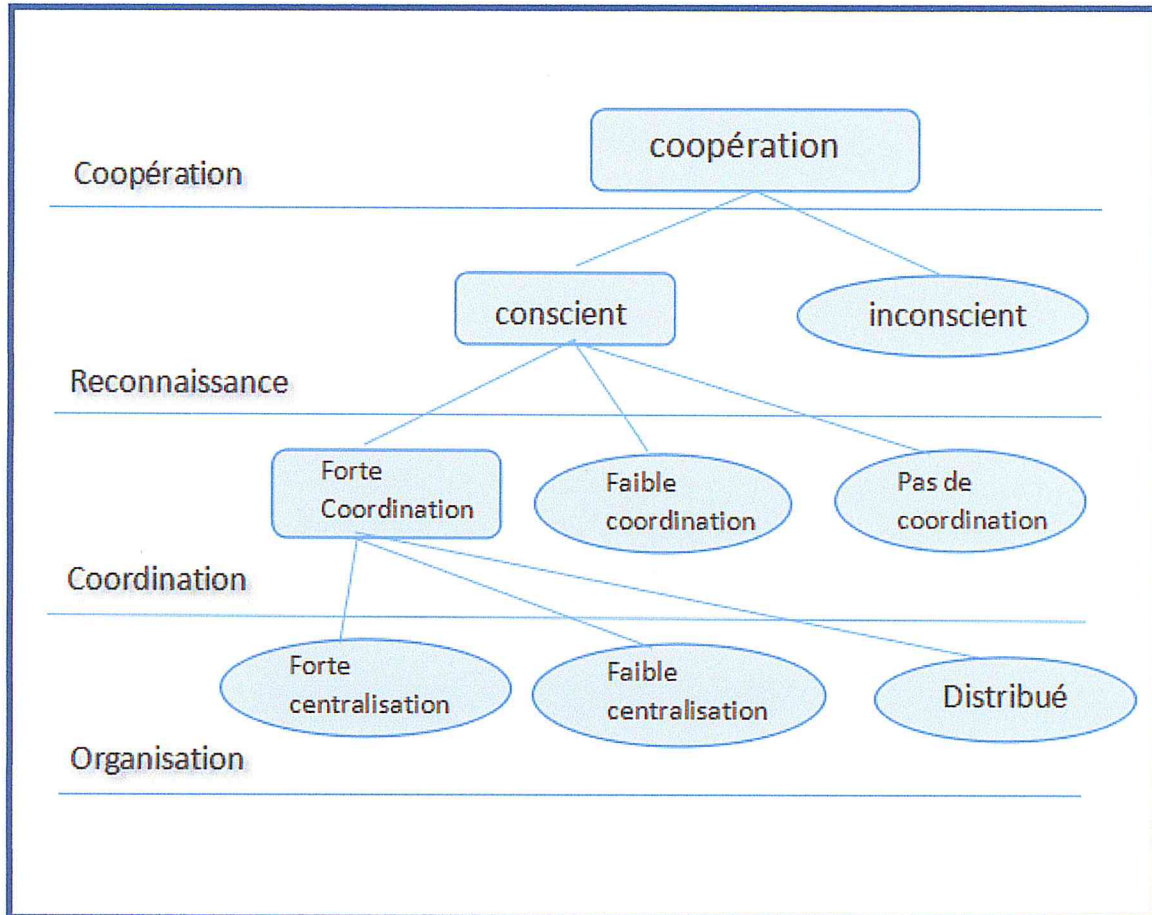 coopération
Coopération
conscient
inconscient
Reconnaissance
Forte
Coordination
Faible
coordination
Pas de
coordination
Coordination
Forte
centralisation
Faible
centralisation
Distribué
Organisation